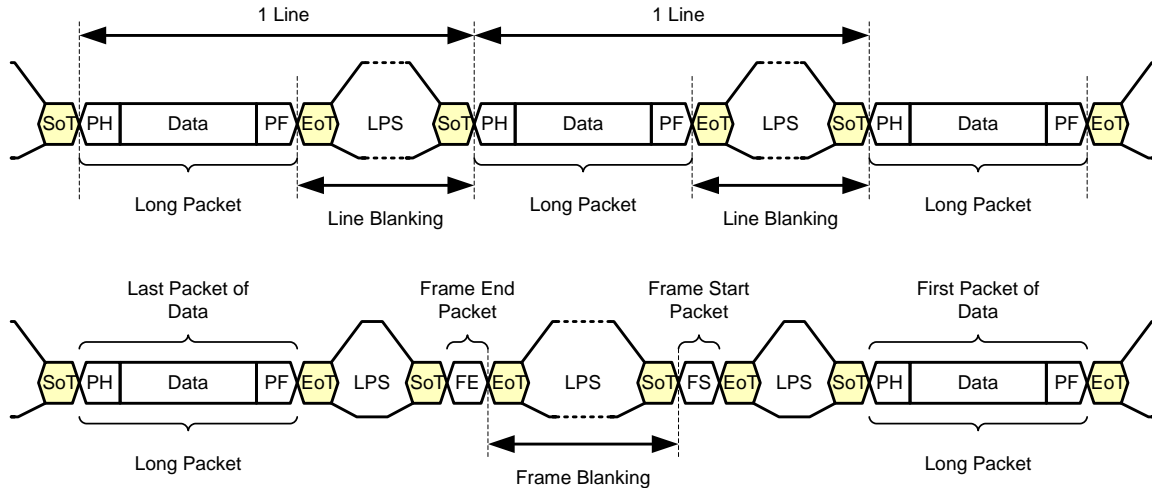 1 Line 1 Line
SoT PH Data PF EoT LPS SoT PH Data PF EoT LPS SoT PH Data PF EoT
Long Packet Line Blanking Long Packet Line Blanking Long Packet
Last Packet of Data Frame End Packet Frame Start Packet First Packet of Data
SoT PH Data PF EoT LPS SoT FE EoT LPS SoT FS EoT LPS SoT PH Data PF EoT
Long Packet Frame Blanking Long Packet